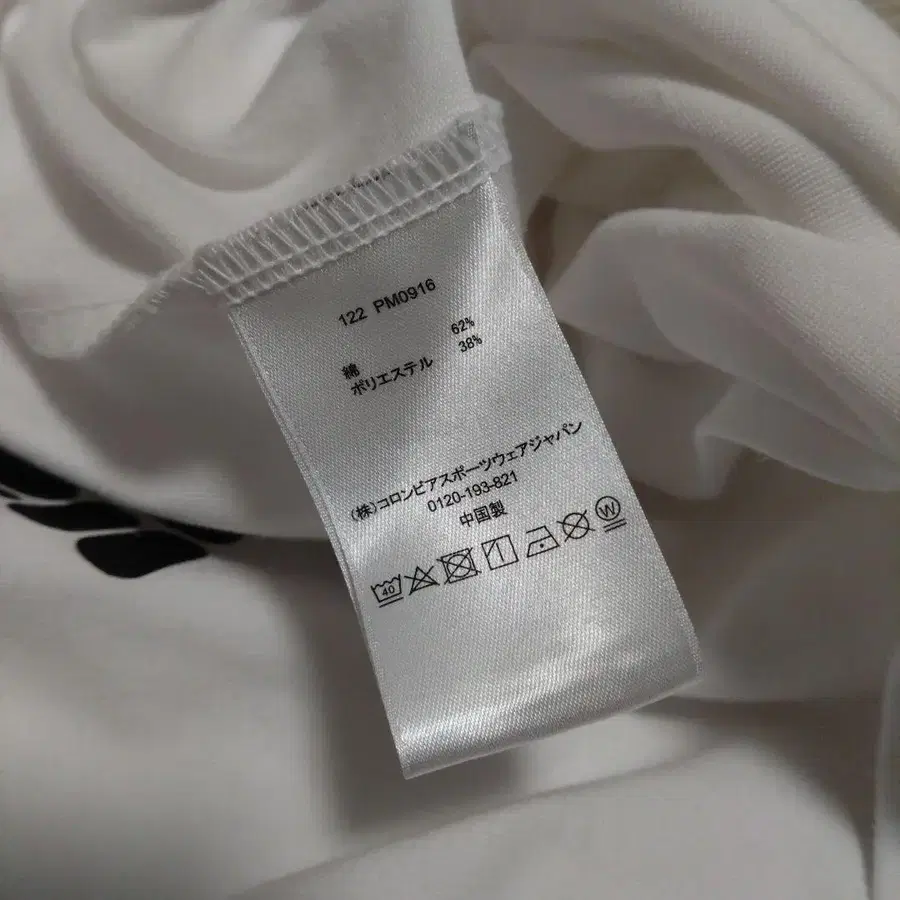 122 PM0916
綿 62%
ポリエステル 38%
(株)コロンビアスポーツウェアジャパン
0120-193-821
中国製
40
W